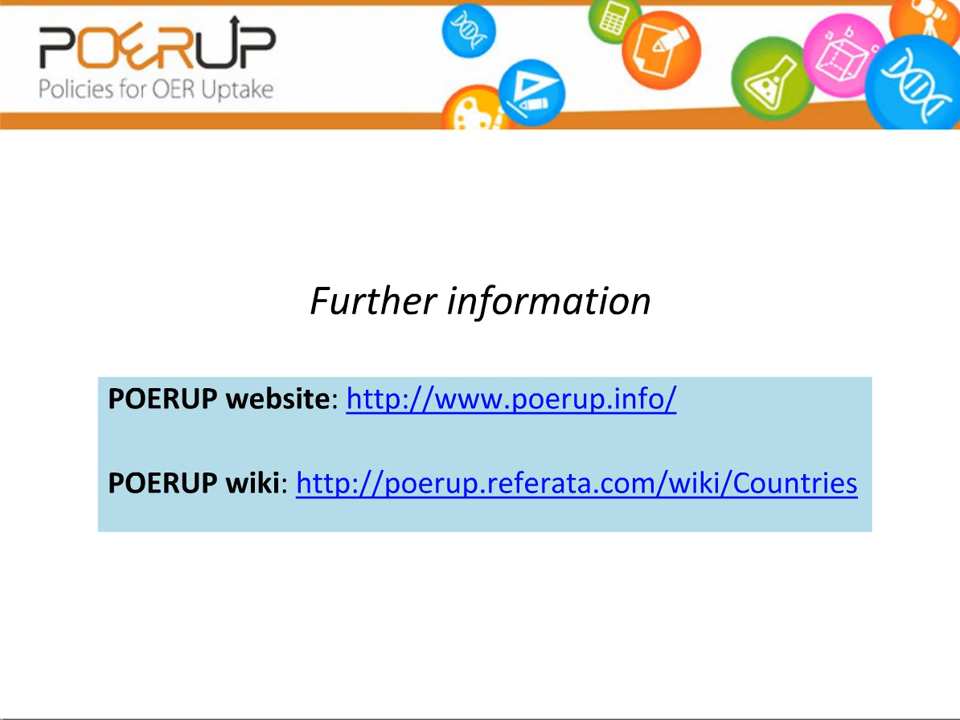 POERUP
Policies for OER Uptake
a b c
Further information
POERUP website: http://www.poerup.info/
POERUP wiki: http://poerup.referata.com/wiki/Countries